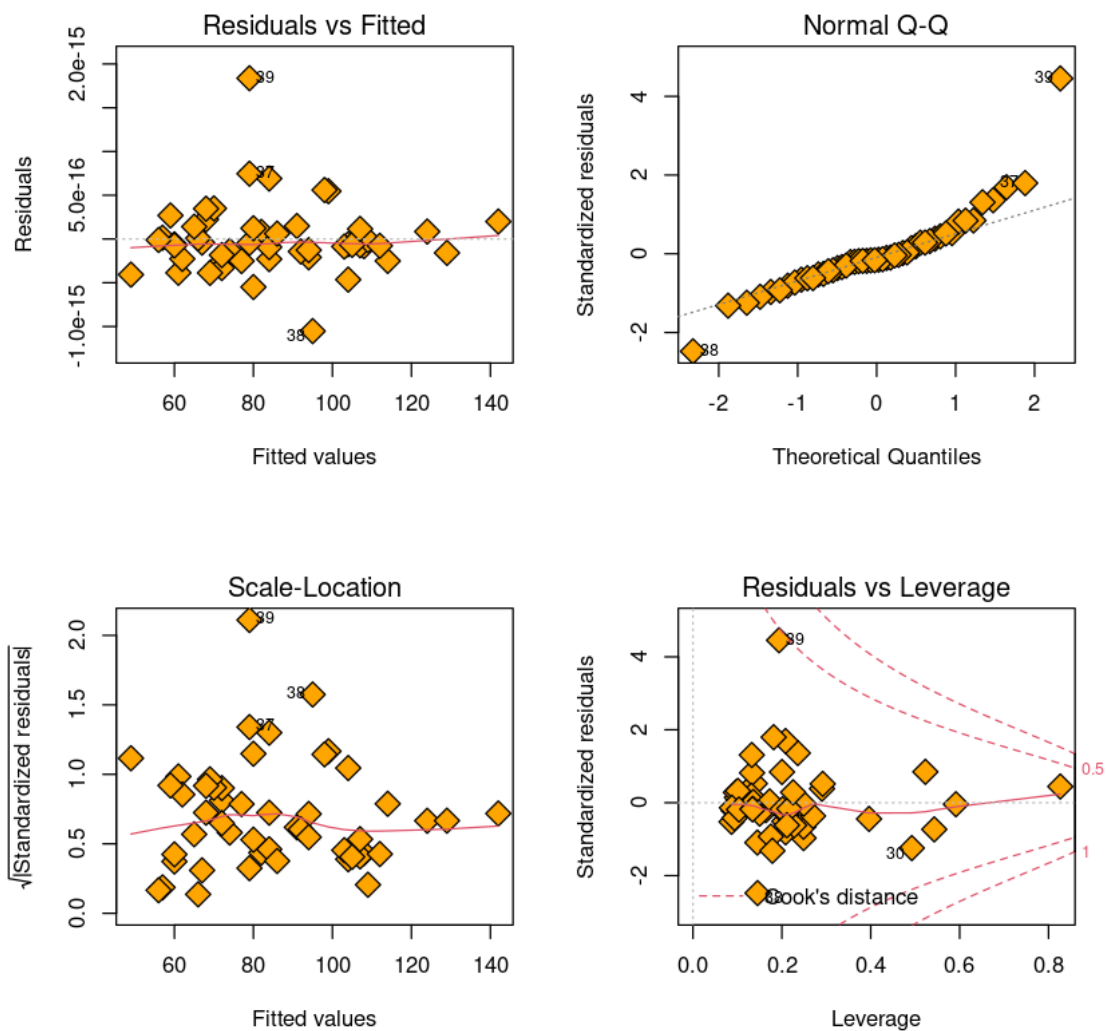 Residuals vs Fitted
Residuals
2.0e-15
5.0e-16
-1.0e-15
39
37
38
60 80 100 120 140
Fitted values
Normal Q-Q
Standardized residuals
4
2
0
-2
39
37
38
-2 -1 0 1 2
Theoretical Quantiles
Scale-Location
√|Standardized residuals|
2.0
1.5
1.0
0.5
0.0
39
38
37
60 80 100 120 140
Fitted values
Residuals vs Leverage
Standardized residuals
4
2
0
-2
39
0.5
30
1
38
Cook's distance
0.0 0.2 0.4 0.6 0.8
Leverage